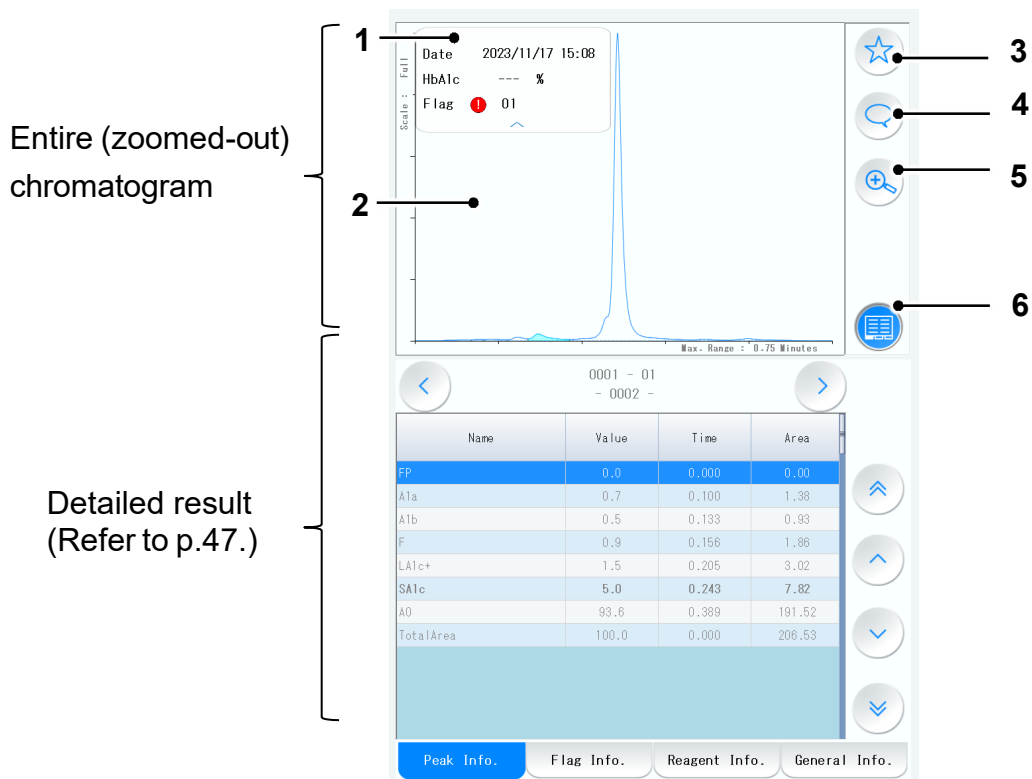 Entire (zoomed-out)
chromatogram
1
Date 2023/11/17 15:08
HbA1c --- %
Flag ! 01
Scale : Full
2
3
4
5
6
Max. Range : 0.75 Minutes
Detailed result
(Refer to p.47.)
0001 - 01
- 0002 -
Name Value Time Area
FP 0.0 0.000 0.00
A1a 0.7 0.100 1.38
A1b 0.5 0.133 0.93
F 0.9 0.156 1.86
LA1c+ 1.5 0.205 3.02
SA1c 5.0 0.243 7.82
A0 93.6 0.389 191.52
TotalArea 100.0 0.000 206.53
Peak Info. Flag Info. Reagent Info. General Info.